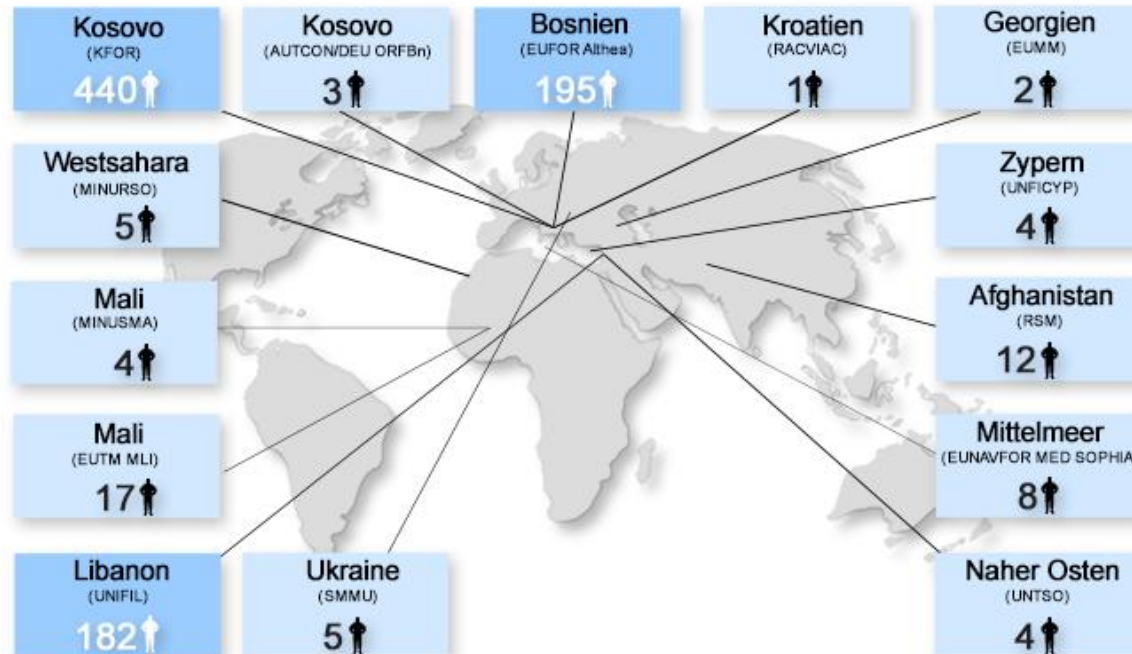 Kosovo
(KFOR)
440
Kosovo
(AUTCON/DEU ORFBn)
3
Bosnien
(EUFOR Althea)
195
Kroatien
(RACVIAC)
1
Georgien
(EUMM)
2
Westsahara
(MINURSO)
5
Zypern
(UNFICYP)
4
Mali
(MINUSMA)
4
Afghanistan
(RSM)
12
Mali
(EUTM MLI)
17
Mittelmeer
(EUNAVFOR MED SOPHIA
8
Libanon
(UNIFIL)
182
Ukraine
(SMMU)
5
Naher Osten
(UNTSO)
4